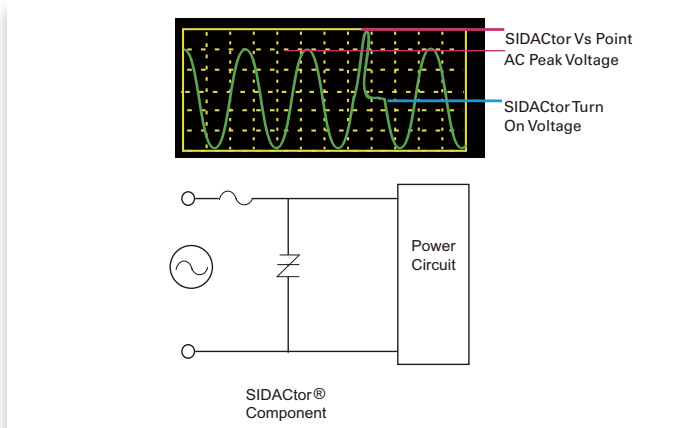 SIDACtor Vs Point
AC Peak Voltage
SIDACtor Turn
On Voltage
Power
Circuit
SIDACtor®
Component